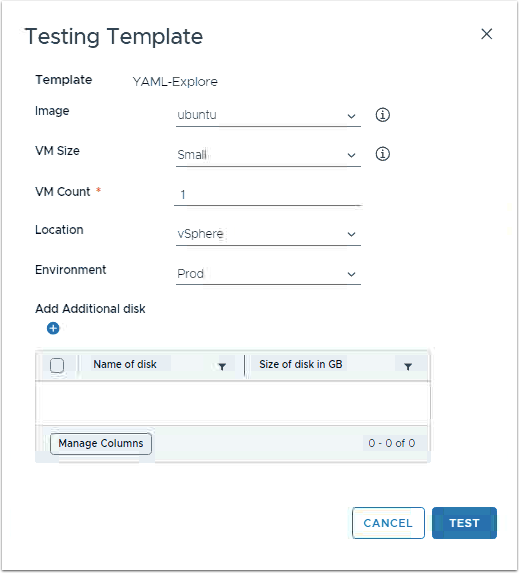 Testing Template
Template YAML-Explore
Image ubuntu
VM Size Small
VM Count * 1
Location vSphere
Environment Prod
Add Additional disk
Name of disk Size of disk in GB
Manage Columns 0 - 0 of 0
CANCEL TEST